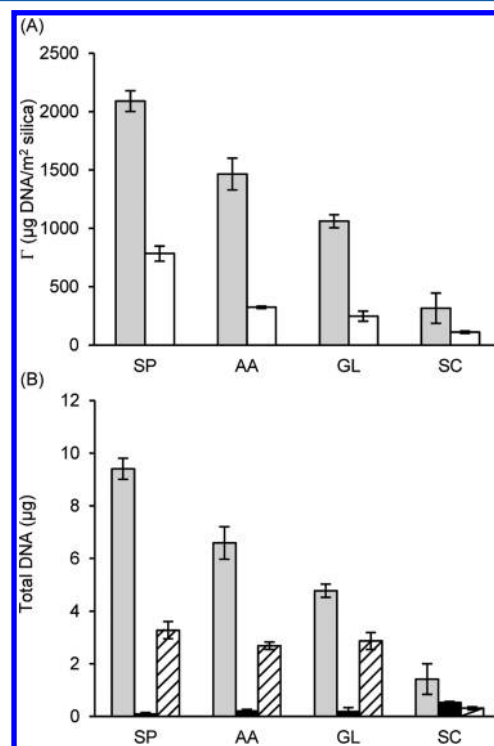 (A)
2500
2000
1500
1000
500
0
Γ (µg DNA/m² silica)
SP AA GL SC
(B)
12
10
8
6
4
2
0
Total DNA (µg)
SP AA GL SC